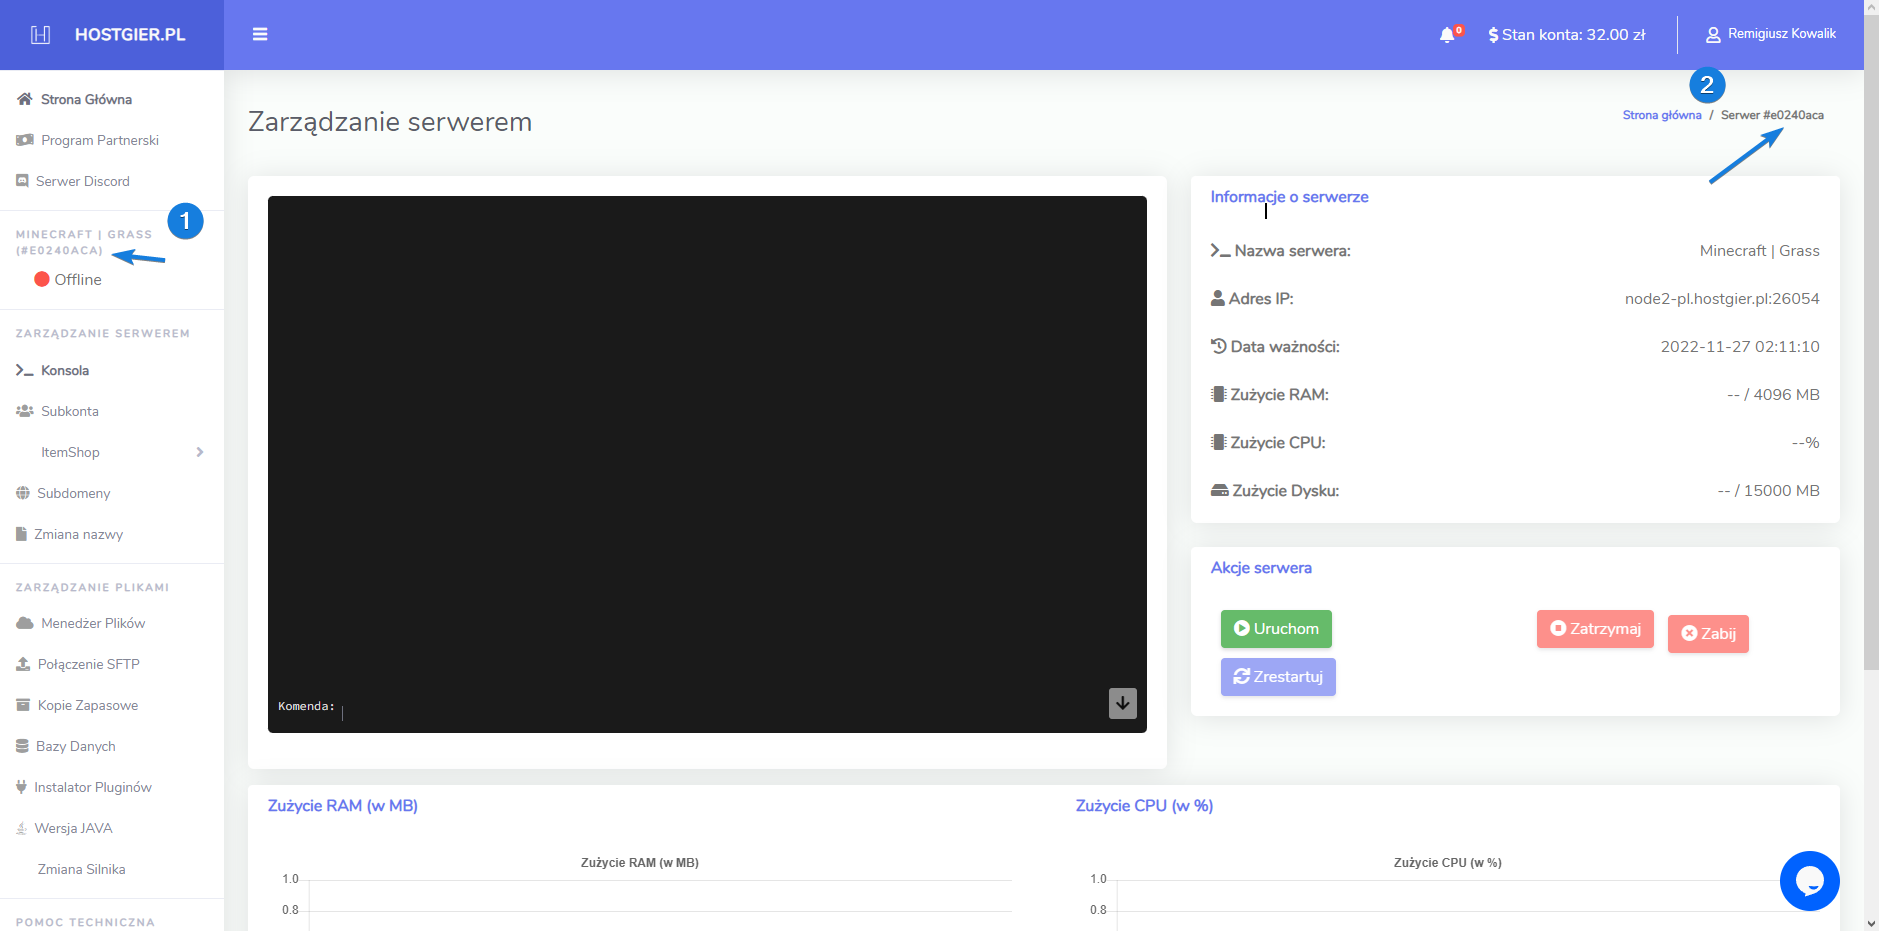 HOSTGIER.PL
0
Stan konta: 32.00 zł
Remigiusz Kowalik
Strona Główna
Program Partnerski
Serwer Discord
1
MINECRAFT | GRASS
(#E0240ACA)
Offline
ZARZĄDZANIE SERWEREM
Konsola
Subkonta
ItemShop
Subdomeny
Zmiana nazwy
ZARZĄDZANIE PLIKAMI
Menedżer Plików
Połączenie SFTP
Kopie Zapasowe
Bazy Danych
Instalator Pluginów
Wersja JAVA
Zmiana Silnika
POMOC TECHNICZNA
Zarządzanie serwerem
2
Strona główna / Serwer #e0240aca
Komenda:
Informacje o serwerze
Nazwa serwera: Minecraft | Grass
Adres IP: node2-pl.hostgier.pl:26054
Data ważności: 2022-11-27 02:11:10
Zużycie RAM: -- / 4096 MB
Zużycie CPU: --%
Zużycie Dysku: -- / 15000 MB
Akcje serwera
Uruchom
Zatrzymaj
Zabij
Zrestartuj
Zużycie RAM (w MB)
Zużycie RAM (w MB)
1.0
0.8
Zużycie CPU (w %)
Zużycie CPU (w %)
1.0
0.8